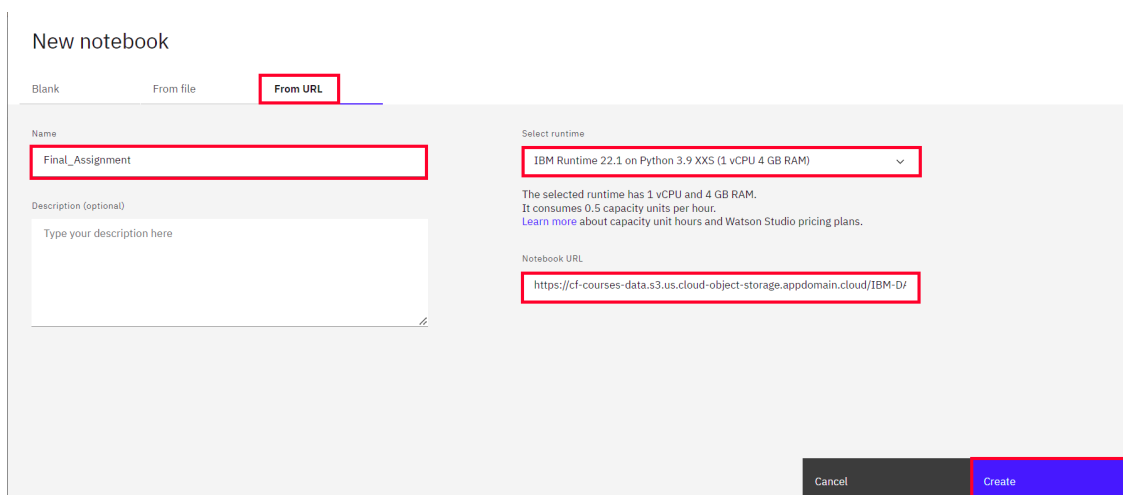 New notebook
Blank
From file
From URL
Name
Final_Assignment
Description (optional)
Type your description here
Select runtime
IBM Runtime 22.1 on Python 3.9 XXS (1 vCPU 4 GB RAM)
The selected runtime has 1 vCPU and 4 GB RAM.
It consumes 0.5 capacity units per hour.
Learn more about capacity unit hours and Watson Studio pricing plans.
Notebook URL
https://cf-courses-data.s3.us.cloud-object-storage.appdomain.cloud/IBM-DA
Cancel
Create